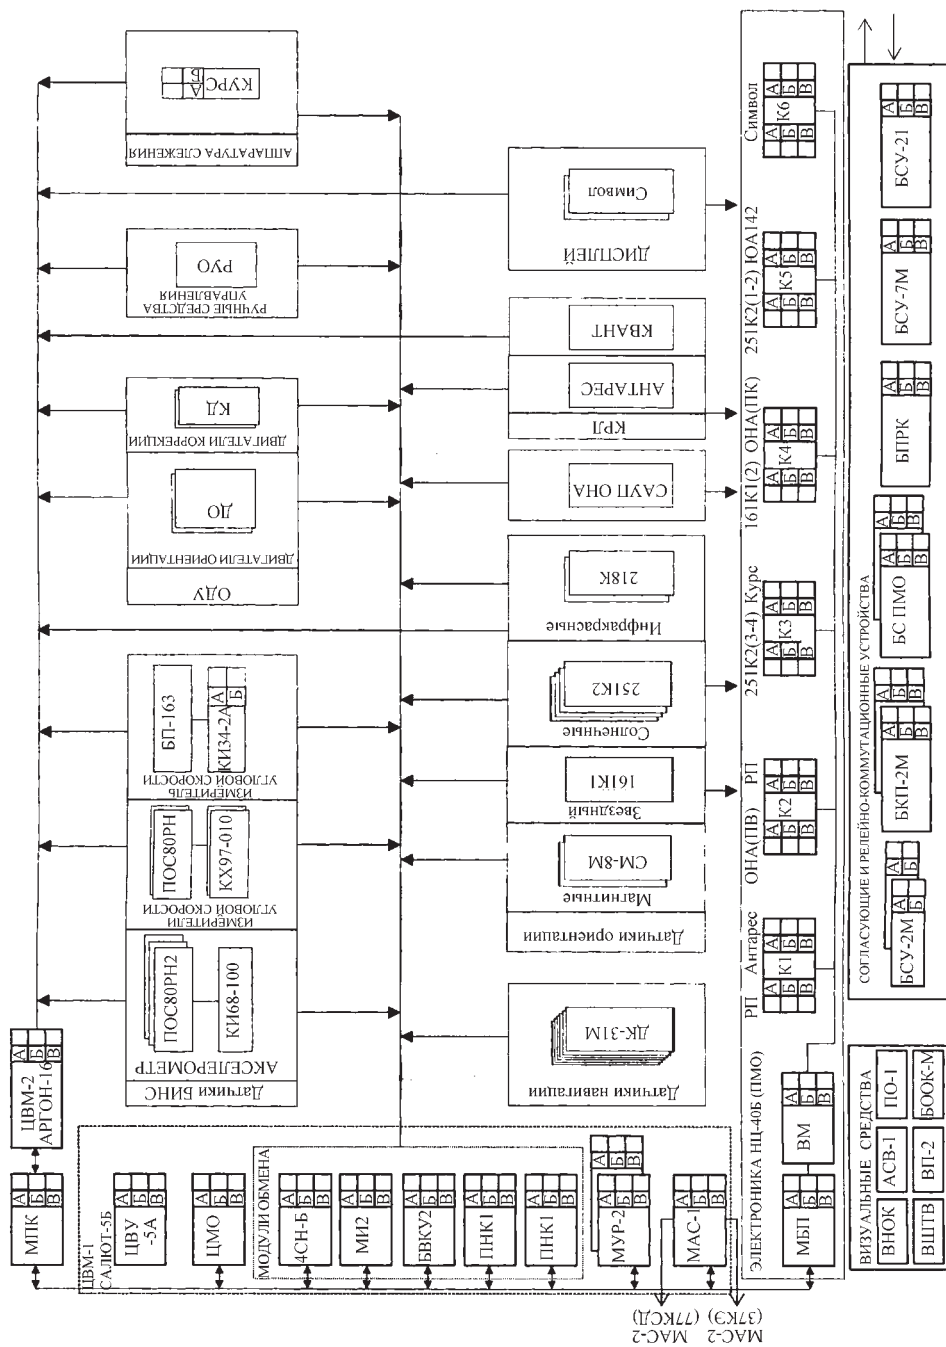 МПК
А
Б
В
ЦВМ-2
АРГОН-16
А
Б
В
ЦВМ-1
САЛЮТ-5Б
ЦВУ
-5А
А
Б
В
ЦМО
А
Б
В
МОДУЛИ ОБМЕНА
4СН-Б
А
Б
В
МИ2
А
Б
В
БВКУ2
А
Б
В
ПНК1
А
Б
В
ПНК1
А
Б
В
МУР-2
А
Б
В
А
Б
В
МАС-1
А
Б
В
МАС-2
(77КСД)
МАС-2
(37КЭ)
Датчики БИНС
АКСЕЛЕРОМЕТР
ПОС80РН2
КИ68-100
ИЗМЕРИТЕЛИ
УГЛОВОЙ СКОРОСТИ
ПОС80РН
КХ97-010
ИЗМЕРИТЕЛЬ
УГЛОВОЙ СКОРОСТИ
БП-163
КИ34-2А
А
Б
ОДУ
ДВИГАТЕЛИ ОРИЕНТАЦИИ
ДО
ДВИГАТЕЛИ КОРРЕКЦИИ
КД
РУЧНЫЕ СРЕДСТВА
УПРАВЛЕНИЯ
РУО
АППАРАТУРА СЛЕЖЕНИЯ
КУРС
А
Б
Датчики навигации
ДК-31М
Датчики ориентации
Магнитные
СМ-8М
Звездный
161К1
Солнечные
251К2
Инфракрасные
218К
САУП ОНА
КРЛ
АНТАРЕС
КВАНТ
ДИСПЛЕЙ
Символ
ЭЛЕКТРОНИКА НЦ-40Б (ПМО)
МБП
А
Б
В
ВМ
А
Б
В
РП Антарес
А
Б
В
К1
А
Б
В
ОНА(ПВ) РП
А
Б
В
К2
А
Б
В
251К2(3-4) Курс
А
Б
В
К3
А
Б
В
161К1(2) ОНА(ПК)
А
Б
В
К4
А
Б
В
251К2(1-2) ЮА142
А
Б
В
К5
А
Б
В
Символ
А
Б
В
К6
А
Б
В
ВИЗУАЛЬНЫЕ СРЕДСТВА
ВНОК
АСВ-1
ПО-1
ВШТВ
ВП-2
БООК-М
СОГЛАСУЮЩИЕ И РЕЛЕЙНО-КОММУТАЦИОННЫЕ УСТРОЙСТВА
БСУ-2М
А
Б
А
Б
БКП-2М
А
Б
В
А
Б
В
БС ПМО
А
Б
В
А
Б
В
БПРК
А
Б
В
БСУ-7М
А
Б
В
БСУ-21
А
Б
В